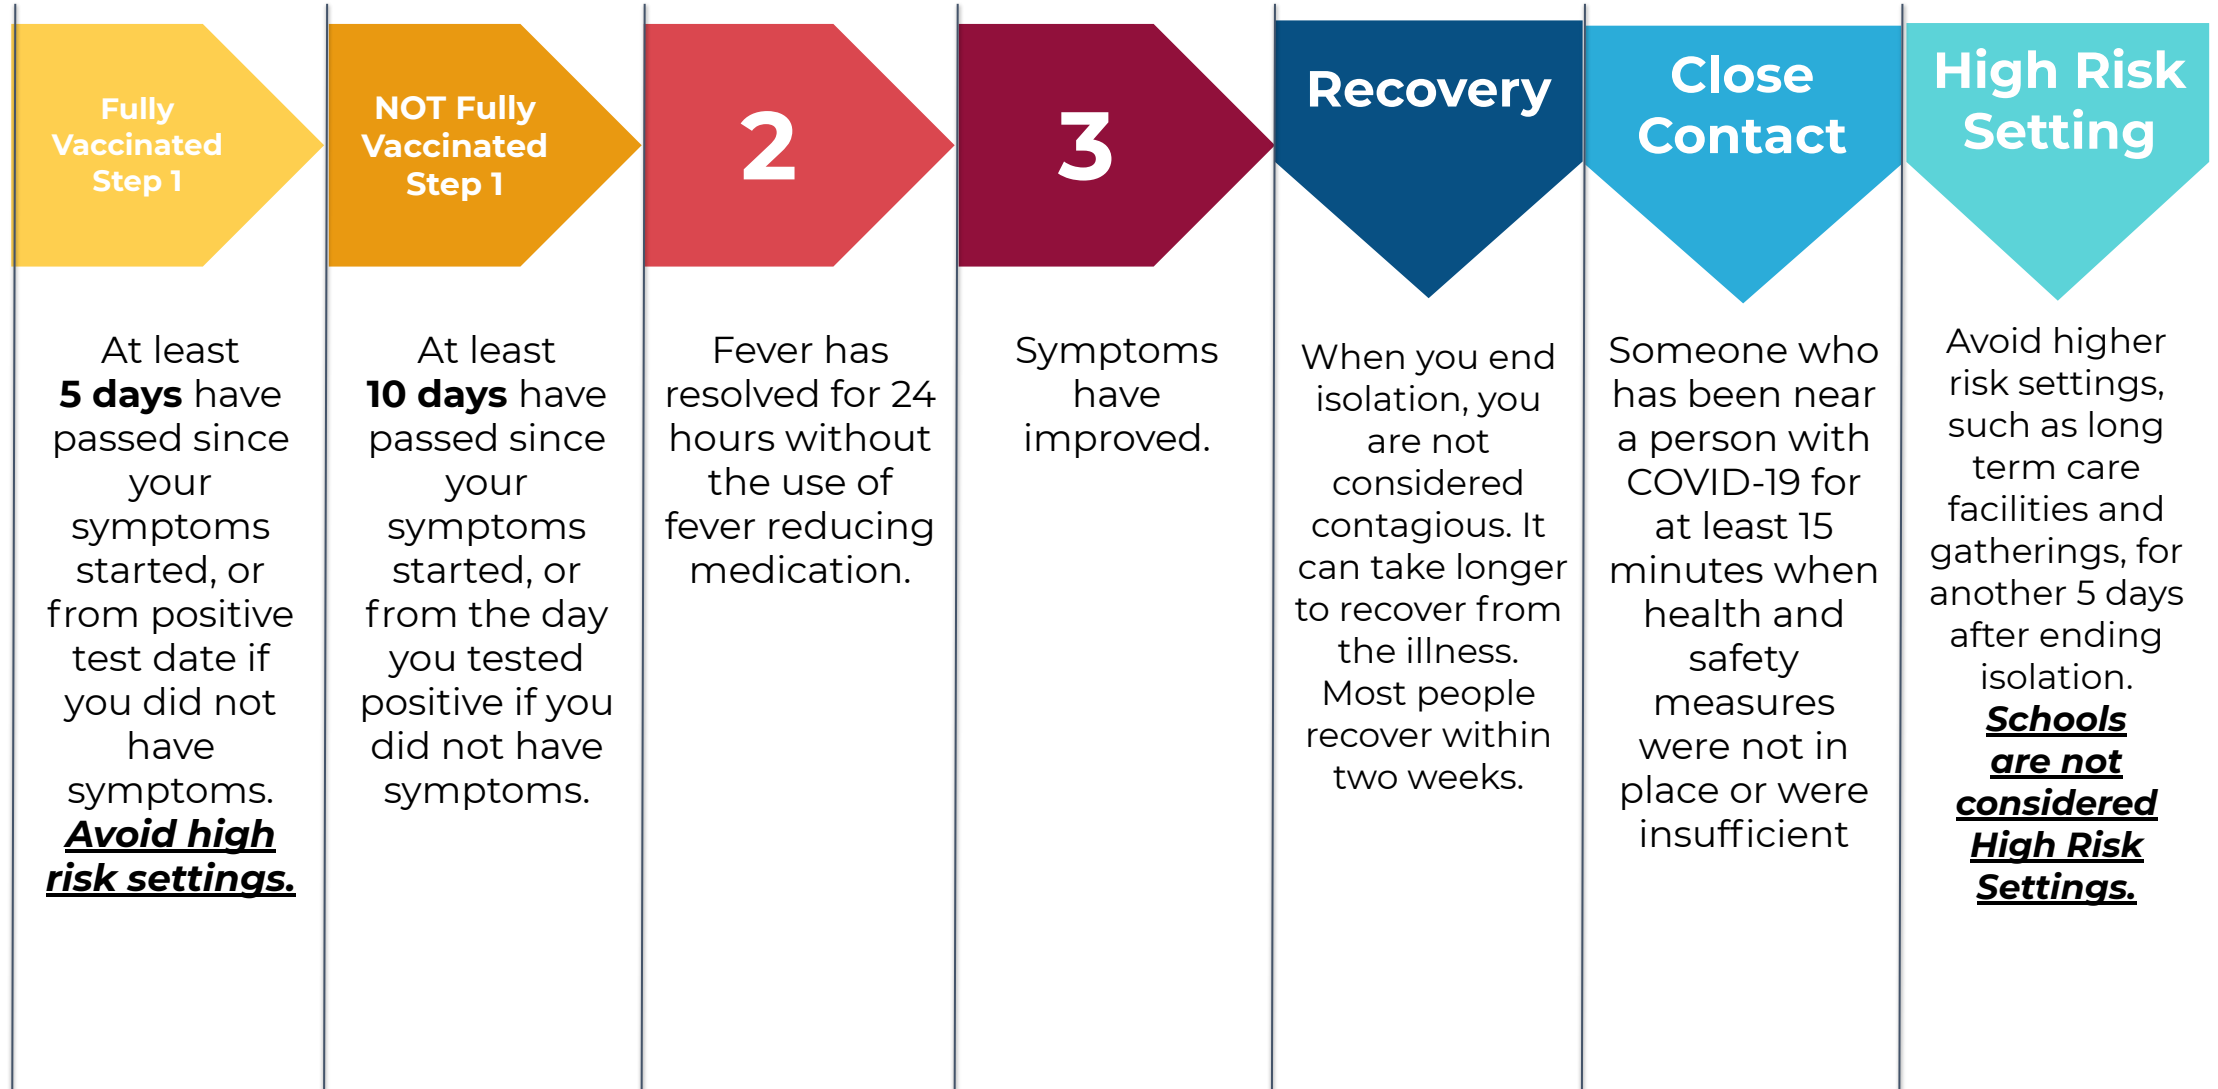 Fully
Vaccinated
Step 1
At least
5 days have
passed since
your
symptoms
started, or
from positive
test date if
you did not
have
symptoms.
Avoid high
risk settings.
NOT Fully
Vaccinated
Step 1
At least
10 days have
passed since
your
symptoms
started, or
from the day
you tested
positive if you
did not have
symptoms.
2
Fever has
resolved for 24
hours without
the use of
fever reducing
medication.
3
Symptoms
have
improved.
Recovery
When you end
isolation, you
are not
considered
contagious. It
can take longer
to recover from
the illness.
Most people
recover within
two weeks.
Close
Contact
Someone who
has been near
a person with
COVID-19 for
at least 15
minutes when
health and
safety
measures
were not in
place or were
insufficient
High Risk
Setting
Avoid higher
risk settings,
such as long
term care
facilities and
gatherings, for
another 5 days
after ending
isolation.
Schools
are not
considered
High Risk
Settings.